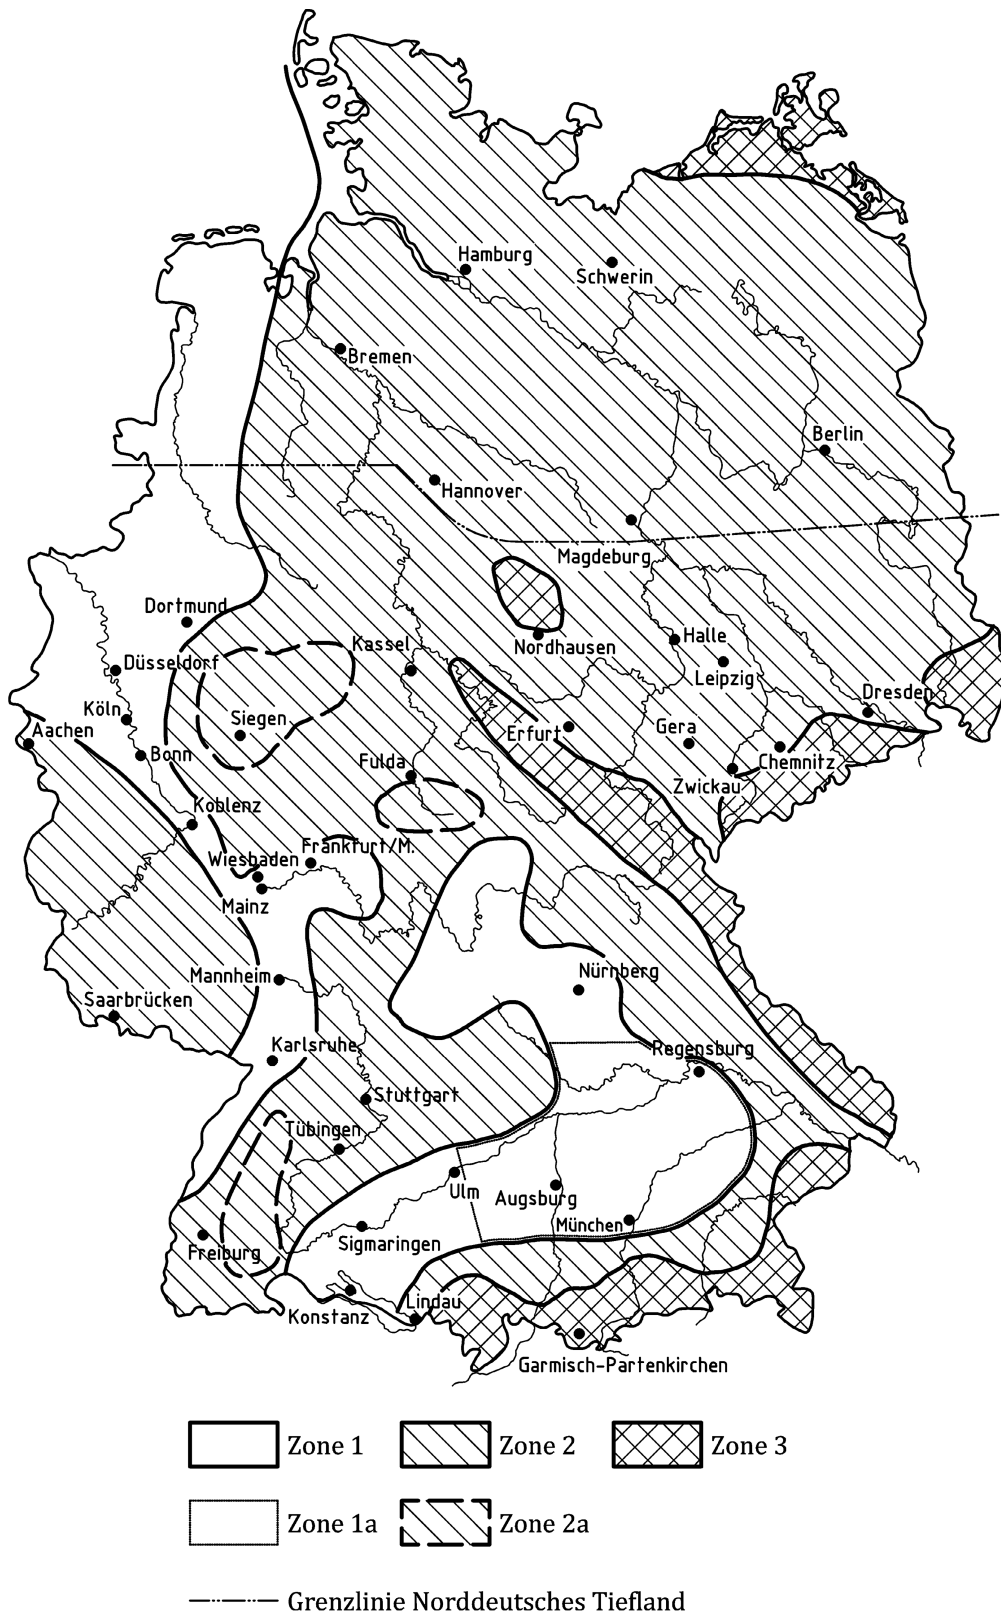 Hamburg
Schwerin
Bremen
Berlin
Hannover
Magdeburg
Dortmund
Kassel
Nordhausen
Halle
Düsseldorf
Leipzig
Köln
Siegen
Dresden
Aachen
Erfurt
Gera
Bonn
Fulda
Chemnitz
Zwickau
Koblenz
Frankfurt/M.
Wiesbaden
Mainz
Mannheim
Nürnberg
Saarbrücken
Karlsruhe
Regensburg
Stuttgart
Tübingen
Ulm
Augsburg
München
Freiburg
Sigmaringen
Konstanz
Lindau
Garmisch-Partenkirchen
Zone 1
Zone 2
Zone 3
Zone 1a
Zone 2a
Grenzlinie Norddeutsches Tiefland